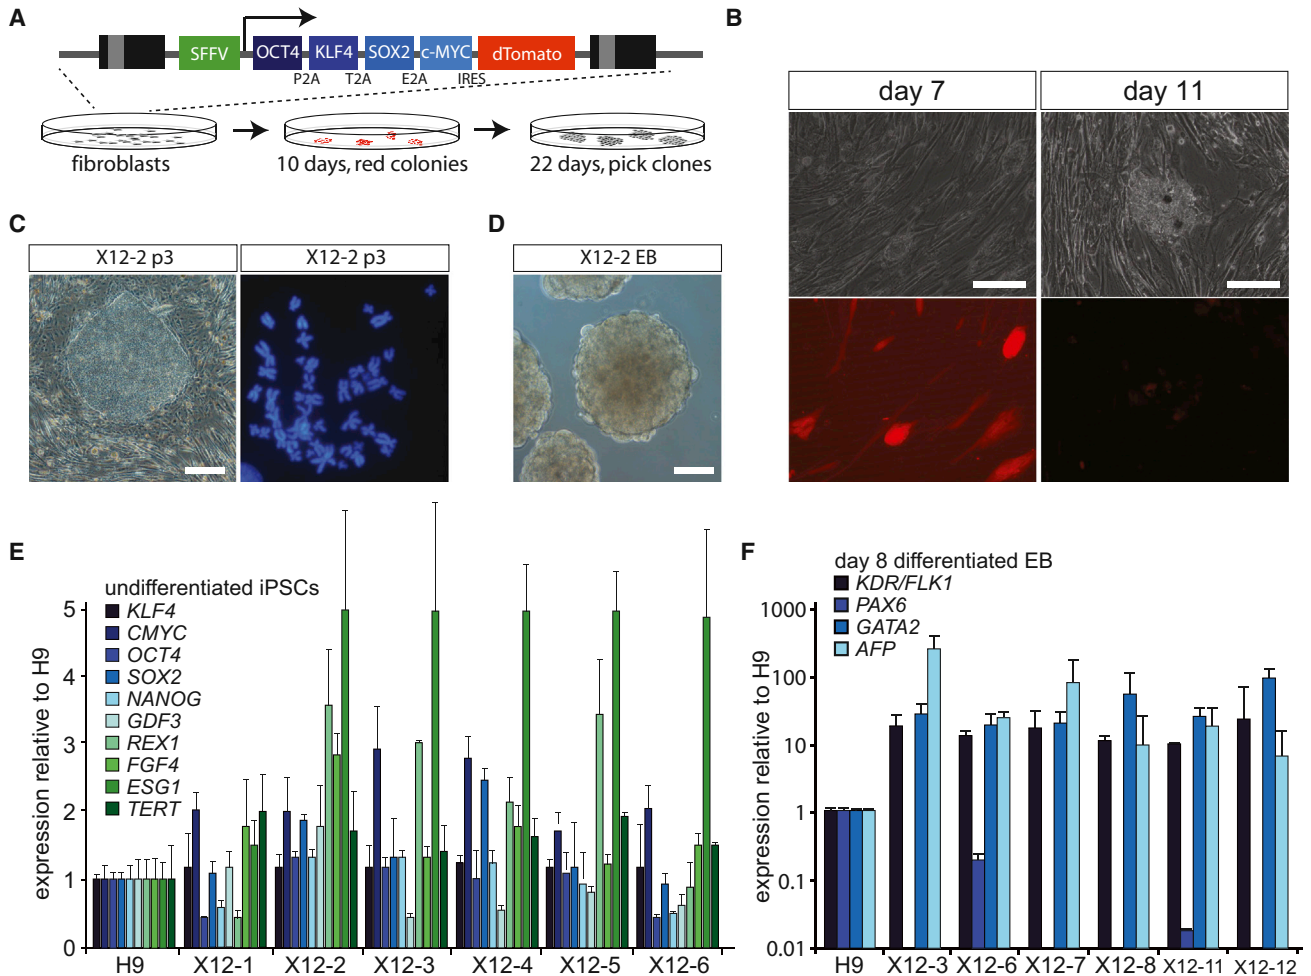 A
SFFV OCT4 KLF4 SOX2 c-MYC dTomato
P2A T2A E2A IRES
fibroblasts
10 days, red colonies
22 days, pick clones
B
day 7
day 11
C
X12-2 p3
X12-2 p3
D
X12-2 EB
E
undifferentiated iPSCs
KLF4
CMYC
OCT4
SOX2
NANOG
GDF3
REX1
FGF4
ESG1
TERT
expression relative to H9
5
4
3
2
1
0
H9 X12-1 X12-2 X12-3 X12-4 X12-5 X12-6
F
day 8 differentiated EB
KDR/FLK1
PAX6
GATA2
AFP
expression relative to H9
1000
100
10
1
0.1
0.01
H9 X12-3 X12-6 X12-7 X12-8 X12-11 X12-12